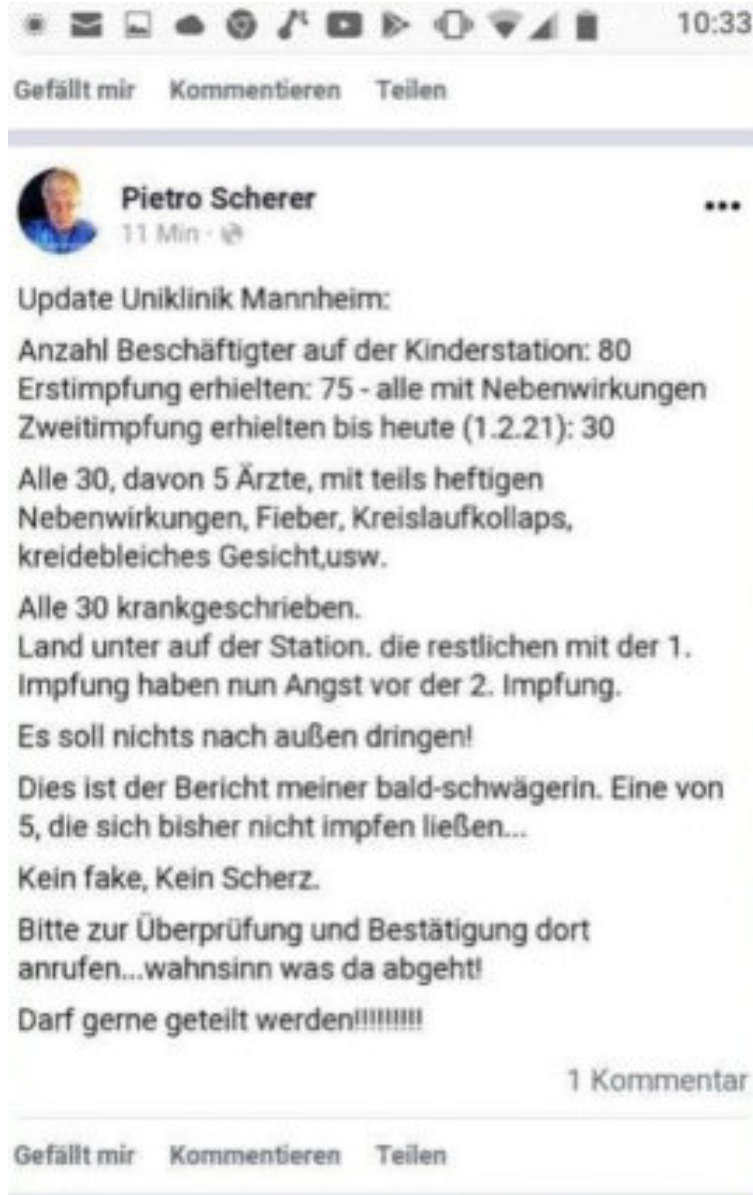 10:33
Gefällt mir Kommentieren Teilen
Pietro Scherer
11 Min ·
Update Uniklinik Mannheim:
Anzahl Beschäftigter auf der Kinderstation: 80
Erstimpfung erhielten: 75 - alle mit Nebenwirkungen
Zweitimpfung erhielten bis heute (1.2.21): 30
Alle 30, davon 5 Ärzte, mit teils heftigen
Nebenwirkungen, Fieber, Kreislaufkollaps,
kreidebleiches Gesicht,usw.
Alle 30 krankgeschrieben.
Land unter auf der Station. die restlichen mit der 1.
Impfung haben nun Angst vor der 2. Impfung.
Es soll nichts nach außen dringen!
Dies ist der Bericht meiner bald-schwägerin. Eine von
5, die sich bisher nicht impfen ließen...
Kein fake, Kein Scherz.
Bitte zur Überprüfung und Bestätigung dort
anrufen...wahnsinn was da abgeht!
Darf gerne geteilt werden!!!!!!!!!
1 Kommentar
Gefällt mir Kommentieren Teilen